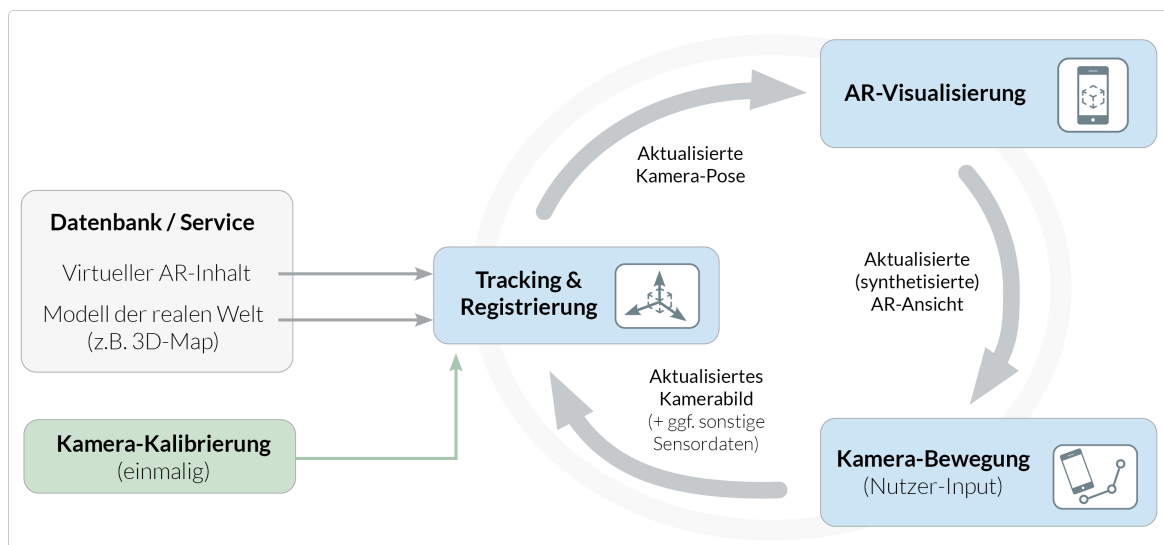 AR-Visualisierung
Aktualisierte
Kamera-Pose
Datenbank / Service
Virtueller AR-Inhalt
Modell der realen Welt
(z.B. 3D-Map)
Tracking &
Registrierung
Aktualisierte
(synthetisierte)
AR-Ansicht
Aktualisiertes
Kamerabild
(+ ggf. sonstige
Sensordaten)
Kamera-Kalibrierung
(einmalig)
Kamera-Bewegung
(Nutzer-Input)